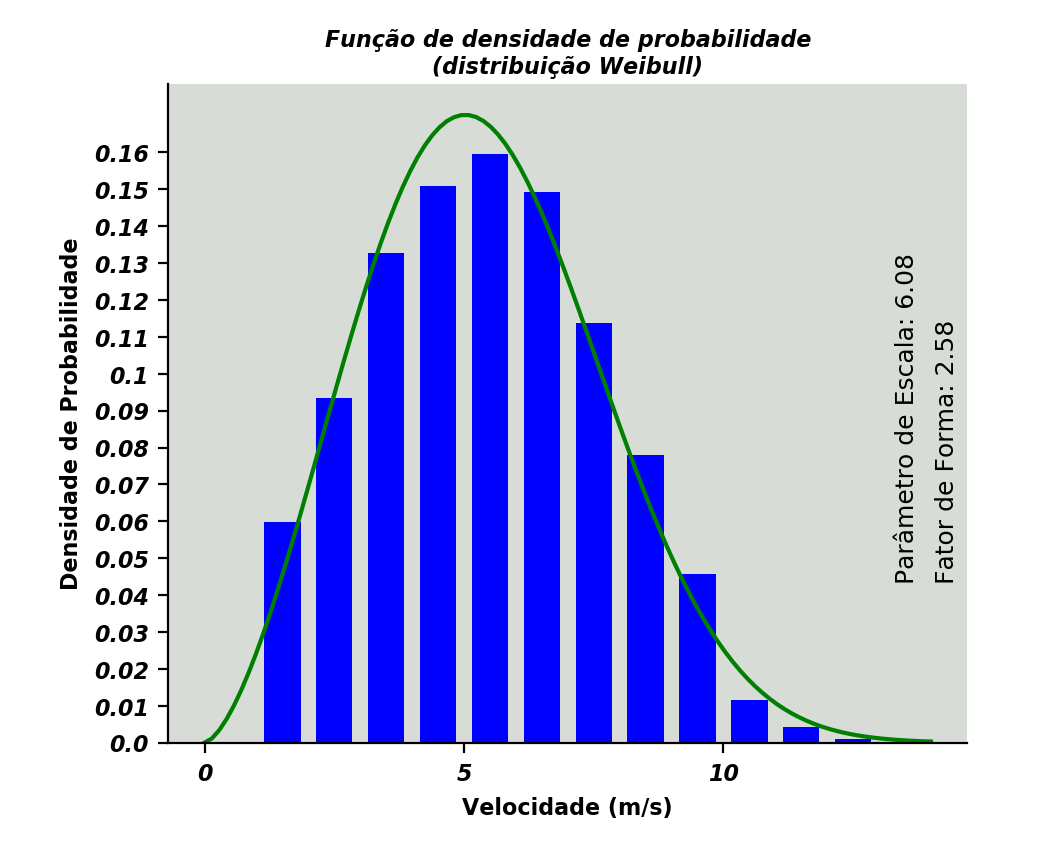 Função de densidade de probabilidade
(distribuição Weibull)
Densidade de Probabilidade
0.16
0.15
0.14
0.13
0.12
0.11
0.1
0.09
0.08
0.07
0.06
0.05
0.04
0.03
0.02
0.01
0.0
Parâmetro de Escala: 6.08
Fator de Forma: 2.58
0 5 10
Velocidade (m/s)